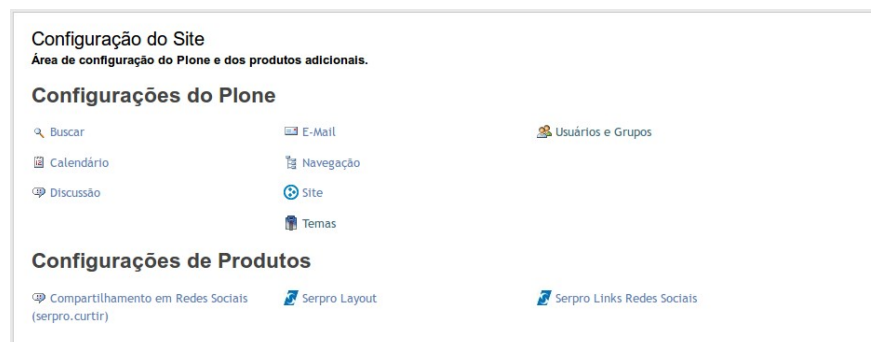 Configuração do Site
Área de configuração do Plone e dos produtos adicionais.
Configurações do Plone
Buscar
E-Mail
Usuários e Grupos
Calendário
Navegação
Discussão
Site
Temas
Configurações de Produtos
Compartilhamento em Redes Sociais
(serpro.curtir)
Serpro Layout
Serpro Links Redes Sociais